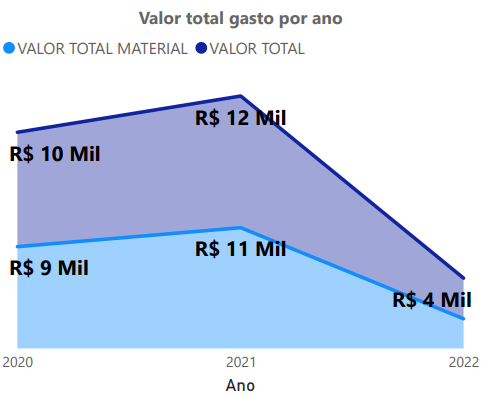 Valor total gasto por ano
VALOR TOTAL MATERIAL VALOR TOTAL
R$ 12 Mil
R$ 10 Mil
R$ 11 Mil
R$ 9 Mil
R$ 4 Mil
2020 2021 2022
Ano